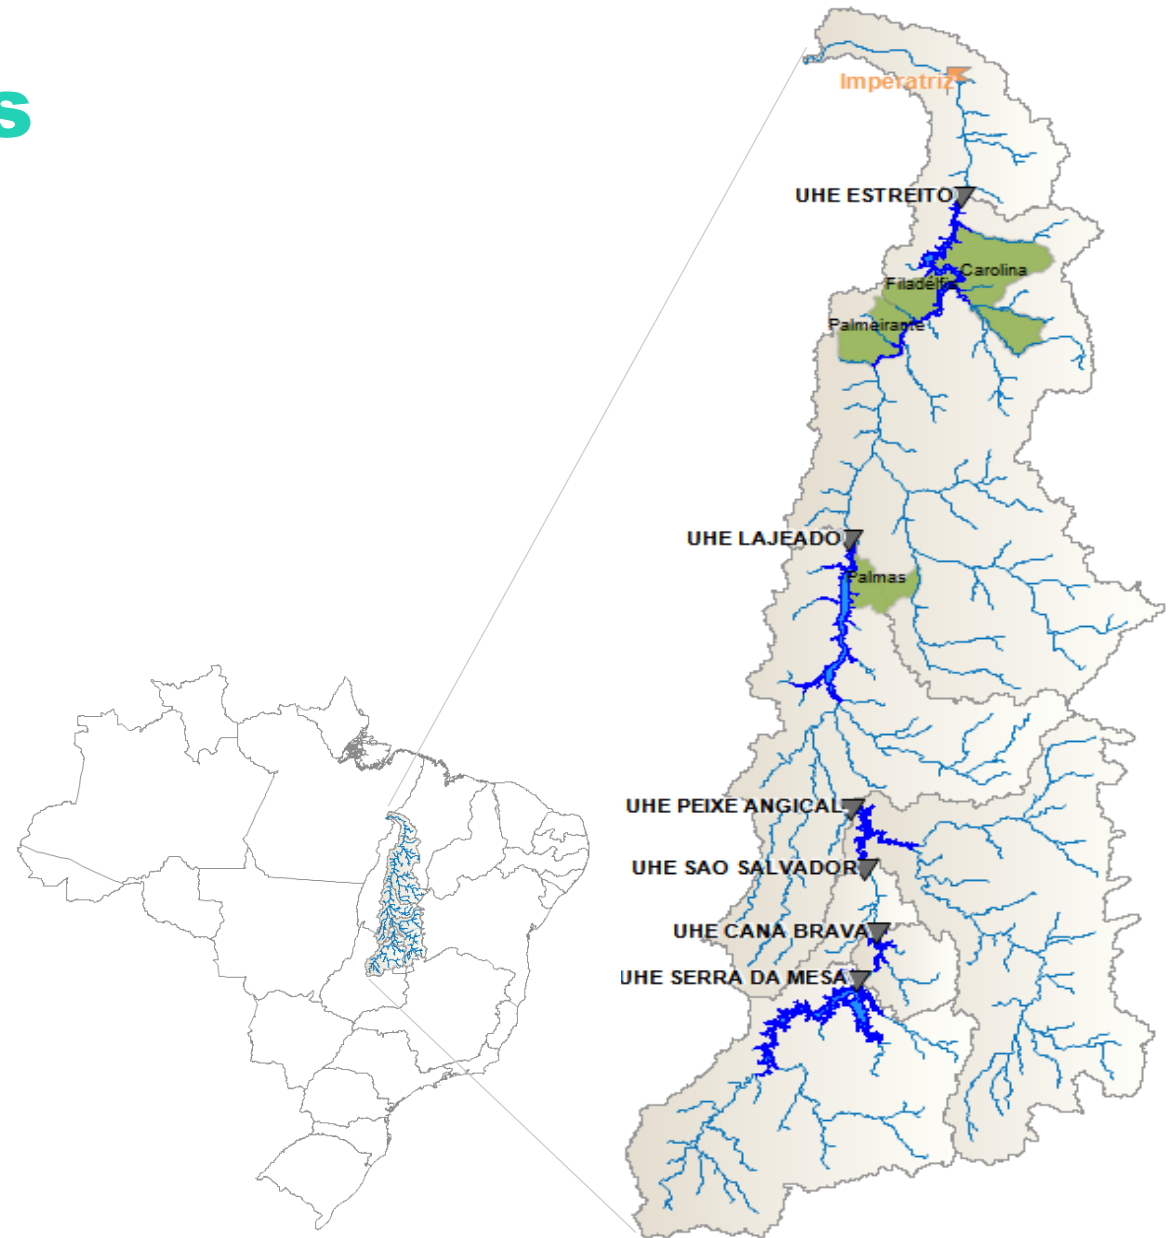 s
Imperatriz
UHE ESTREITO
Carolina
Filadélfia
Palmeirante
UHE LAJEADO
Palmas
UHE PEIXE ANGICAL
UHE SAO SALVADOR
UHE CANA BRAVA
UHE SERRA DA MESA